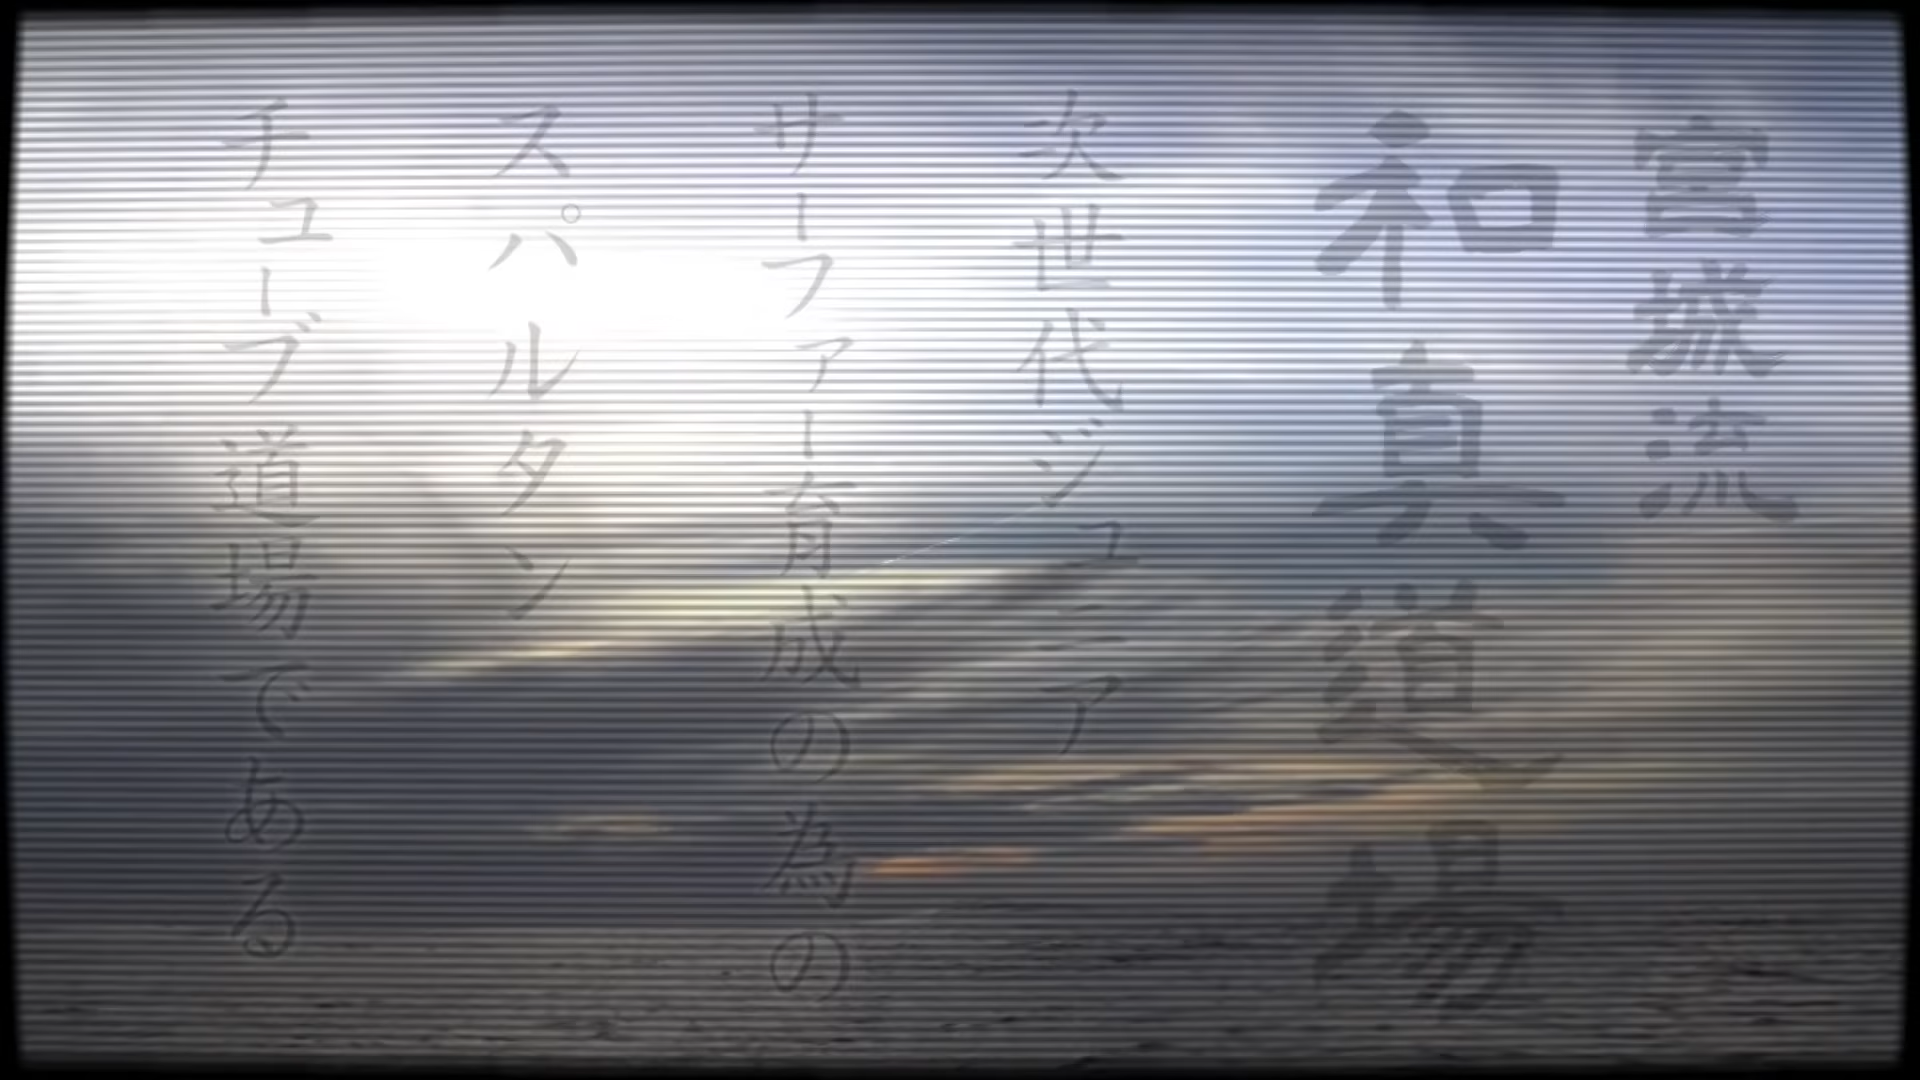 宮城流
和真道場
次世代ジュニア
サーファー育成の為の
スパルタン
チューブ道場である